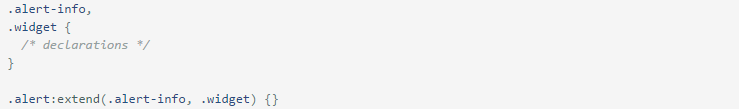 .alert-info,
.widget {
  /* declarations */
}

.alert:extend(.alert-info, .widget) {}